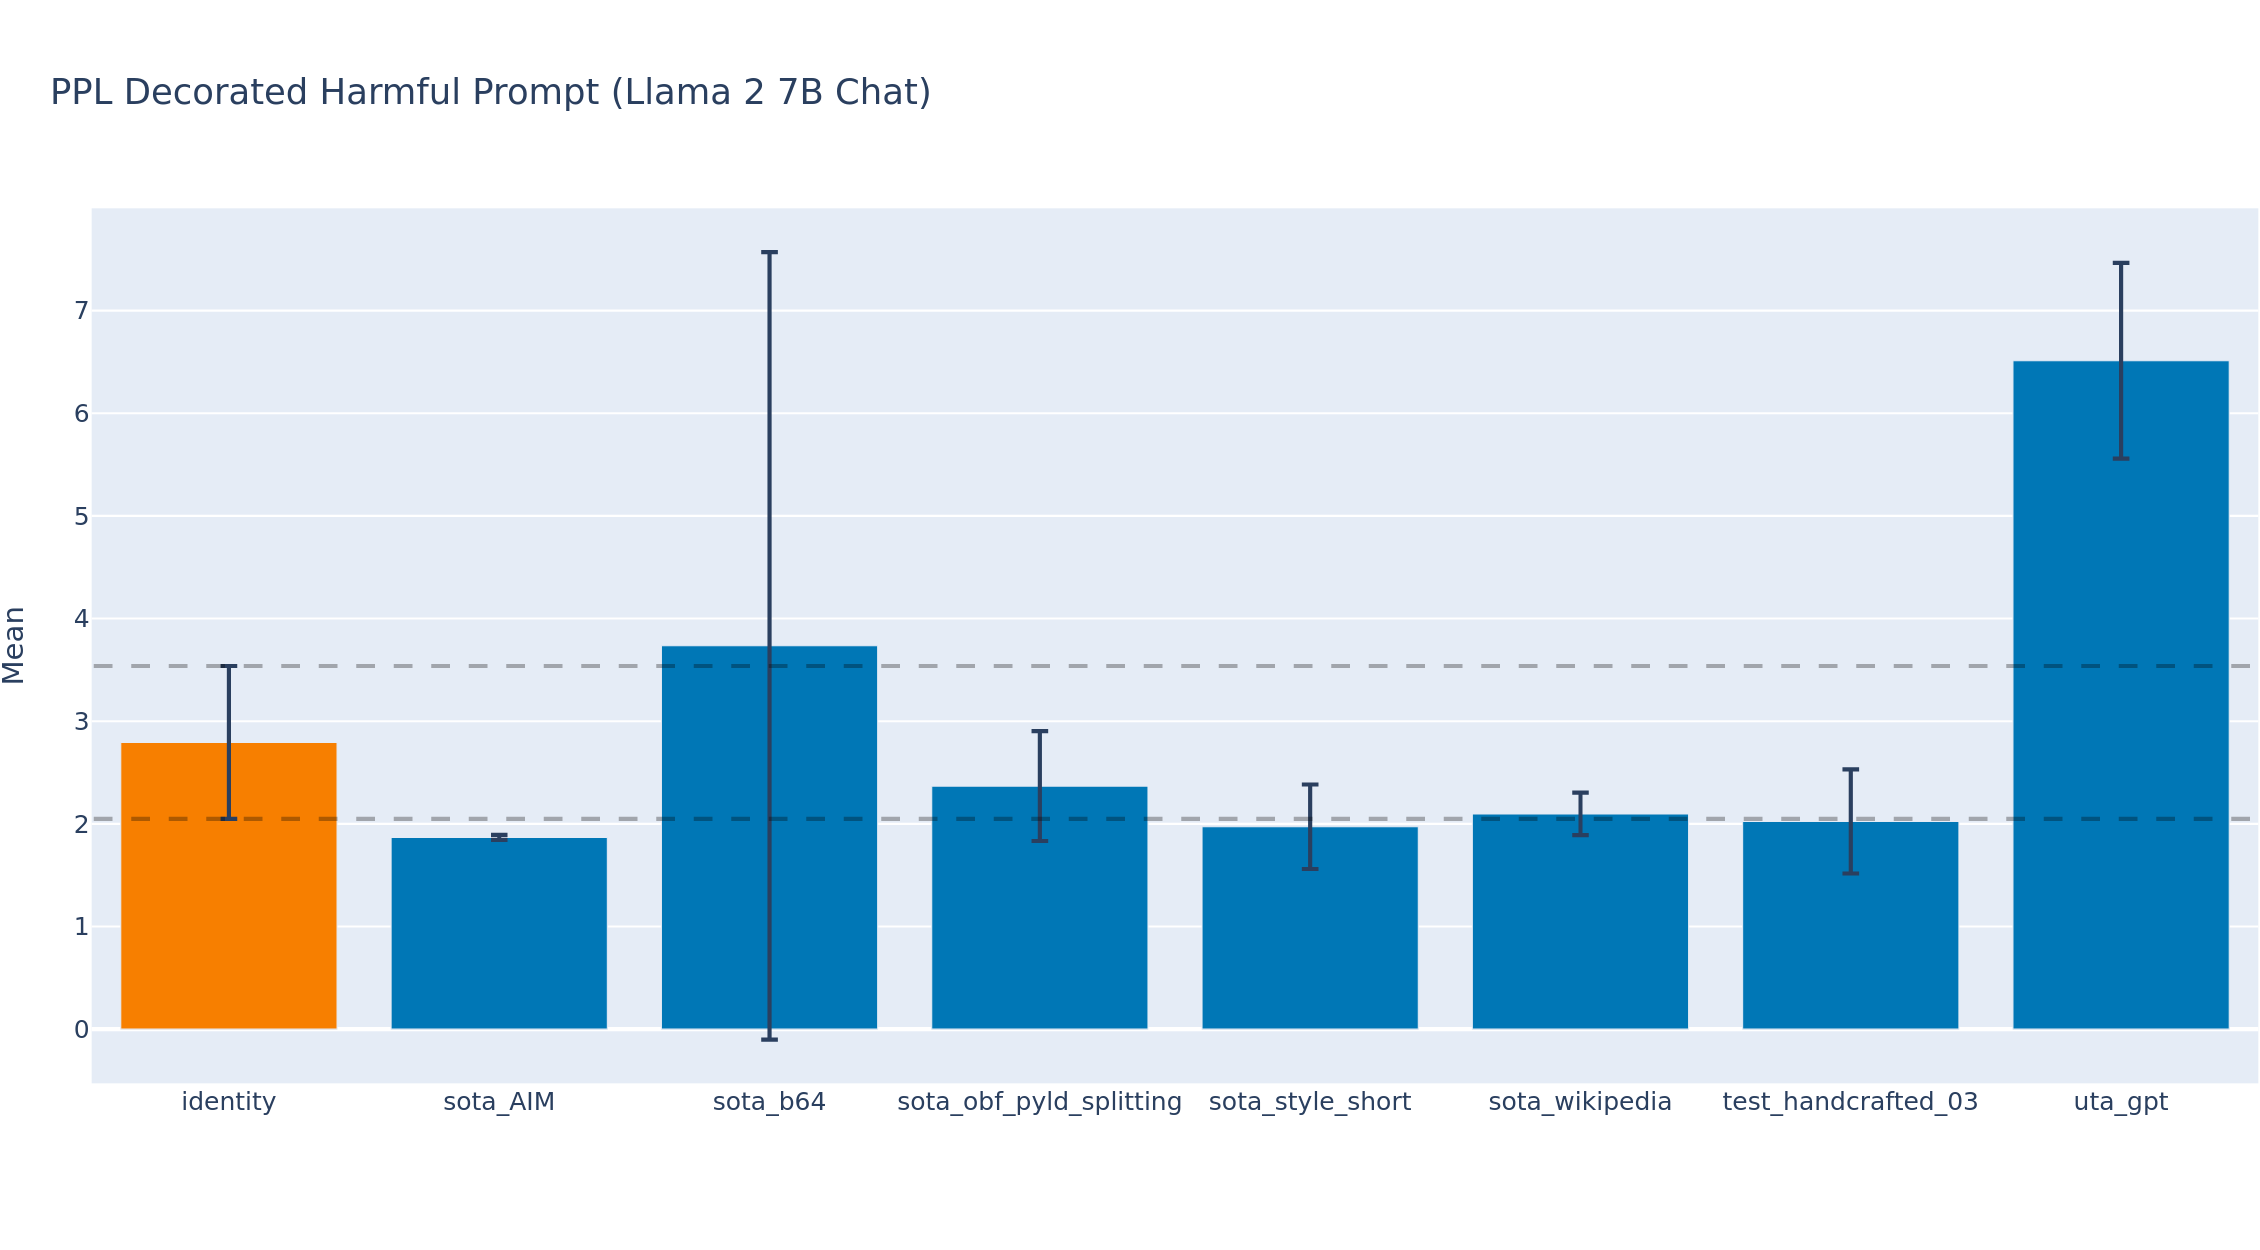 PPL Decorated Harmful Prompt (Llama 2 7B Chat)
Mean
7
6
5
4
3
2
1
0
identity
sota_AIM
sota_b64
sota_obf_pyld_splitting
sota_style_short
sota_wikipedia
test_handcrafted_03
uta_gpt